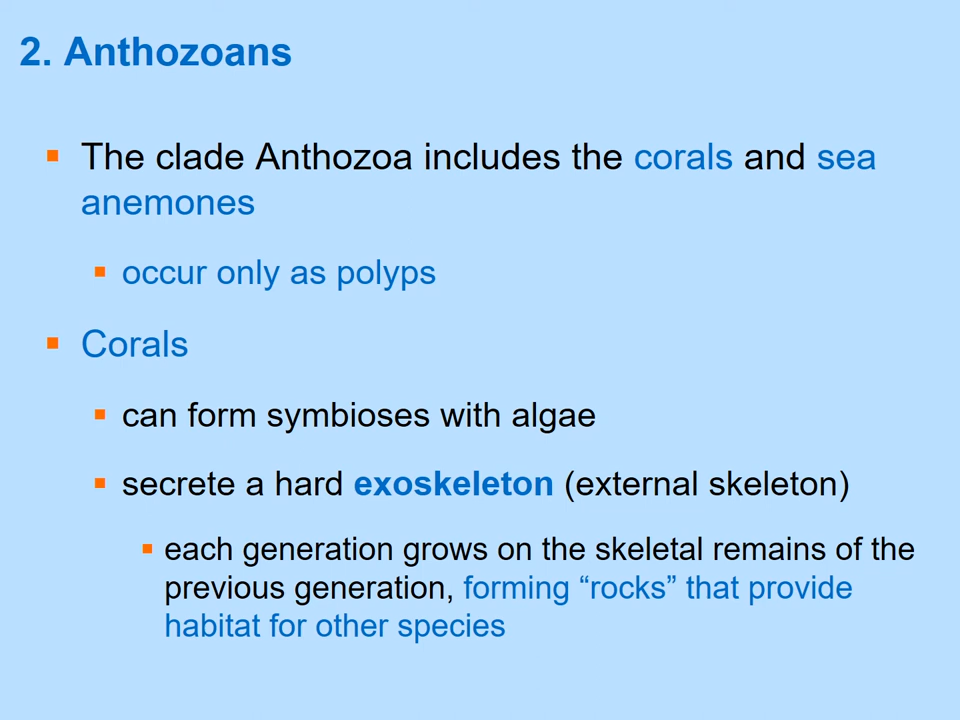 2. Anthozoans
The clade Anthozoa includes the corals and sea
anemones
occur only as polyps
Corals
can form symbioses with algae
secrete a hard exoskeleton (external skeleton)
each generation grows on the skeletal remains of the
previous generation, forming “rocks” that provide
habitat for other species